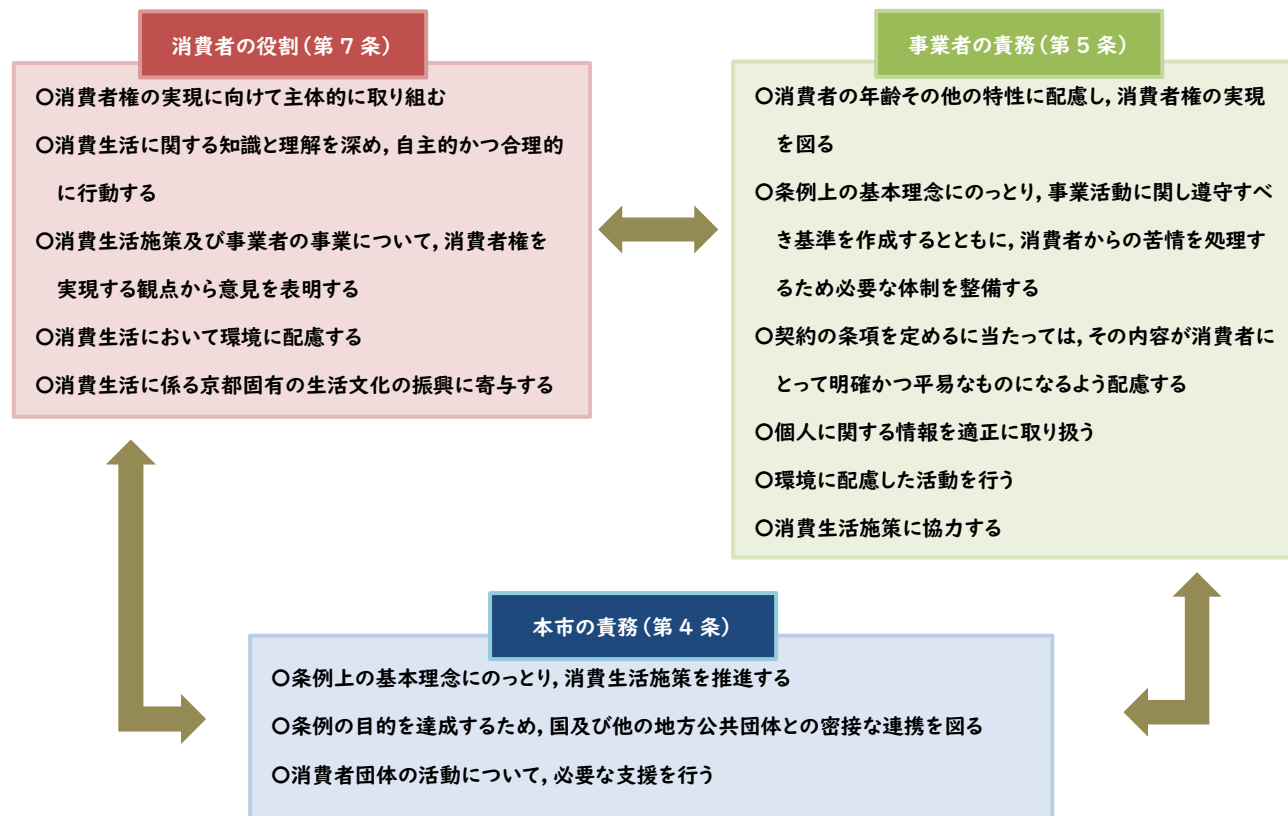 消費者の役割(第7条)
〇消費者権の実現に向けて主体的に取り組む
〇消費生活に関する知識と理解を深め,自主的かつ合理的
に行動する
〇消費生活施策及び事業者の事業について,消費者権を
実現する観点から意見を表明する
〇消費生活において環境に配慮する
〇消費生活に係る京都固有の生活文化の振興に寄与する
事業者の責務(第5条)
〇消費者の年齢その他の特性に配慮し,消費者権の実現
を図る
〇条例上の基本理念にのっとり,事業活動に関し遵守すべ
き基準を作成するとともに,消費者からの苦情を処理す
るため必要な体制を整備する
〇契約の条項を定めるに当たっては,その内容が消費者に
とって明確かつ平易なものになるよう配慮する
〇個人に関する情報を適正に取り扱う
〇環境に配慮した活動を行う
〇消費生活施策に協力する
本市の責務(第4条)
〇条例上の基本理念にのっとり,消費生活施策を推進する
〇条例の目的を達成するため,国及び他の地方公共団体との密接な連携を図る
〇消費者団体の活動について,必要な支援を行う